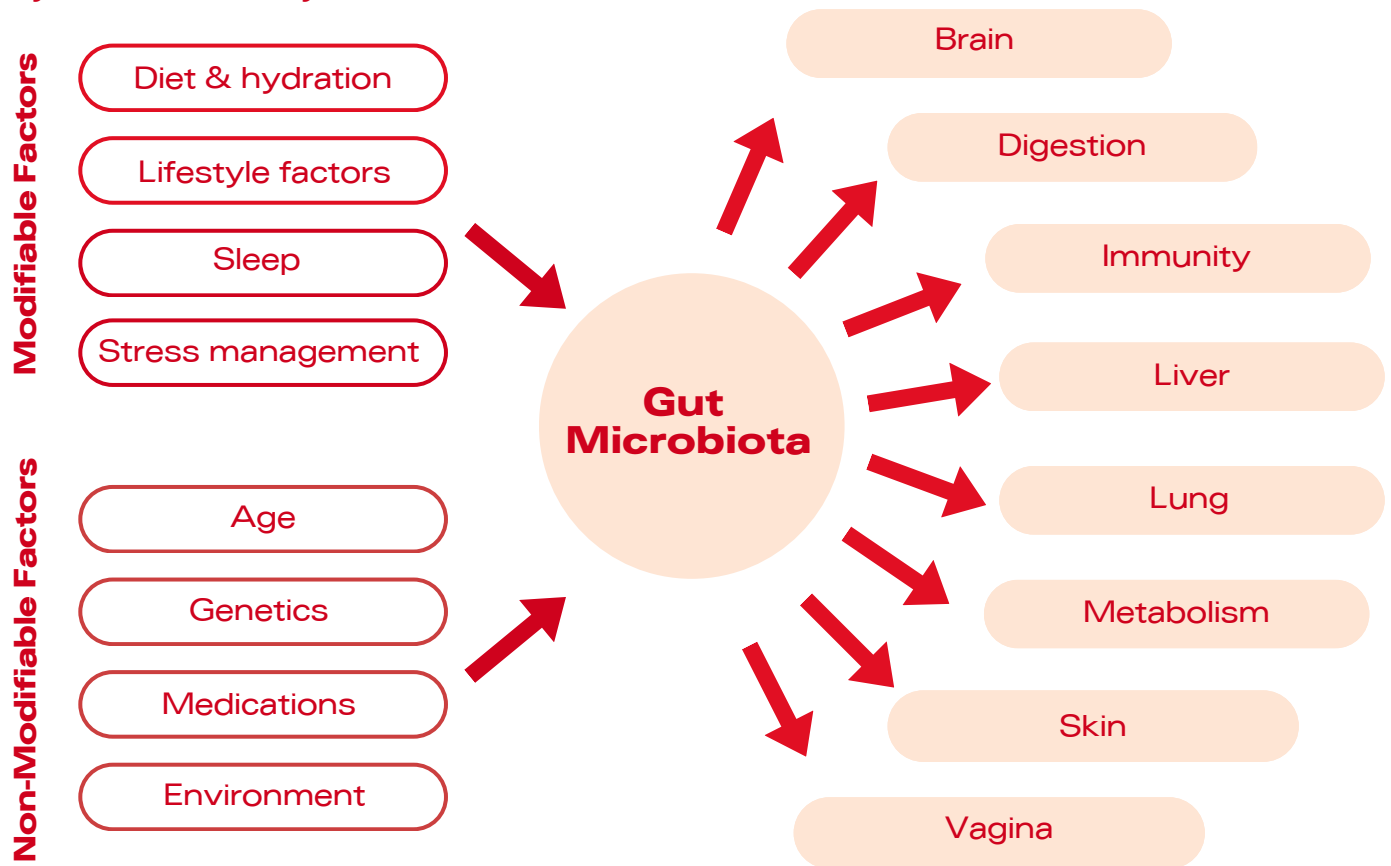 Modifiable Factors
Diet & hydration
Lifestyle factors
Sleep
Stress management
Non-Modifiable Factors
Age
Genetics
Medications
Environment
Gut
Microbiota
Brain
Digestion
Immunity
Liver
Lung
Metabolism
Skin
Vagina